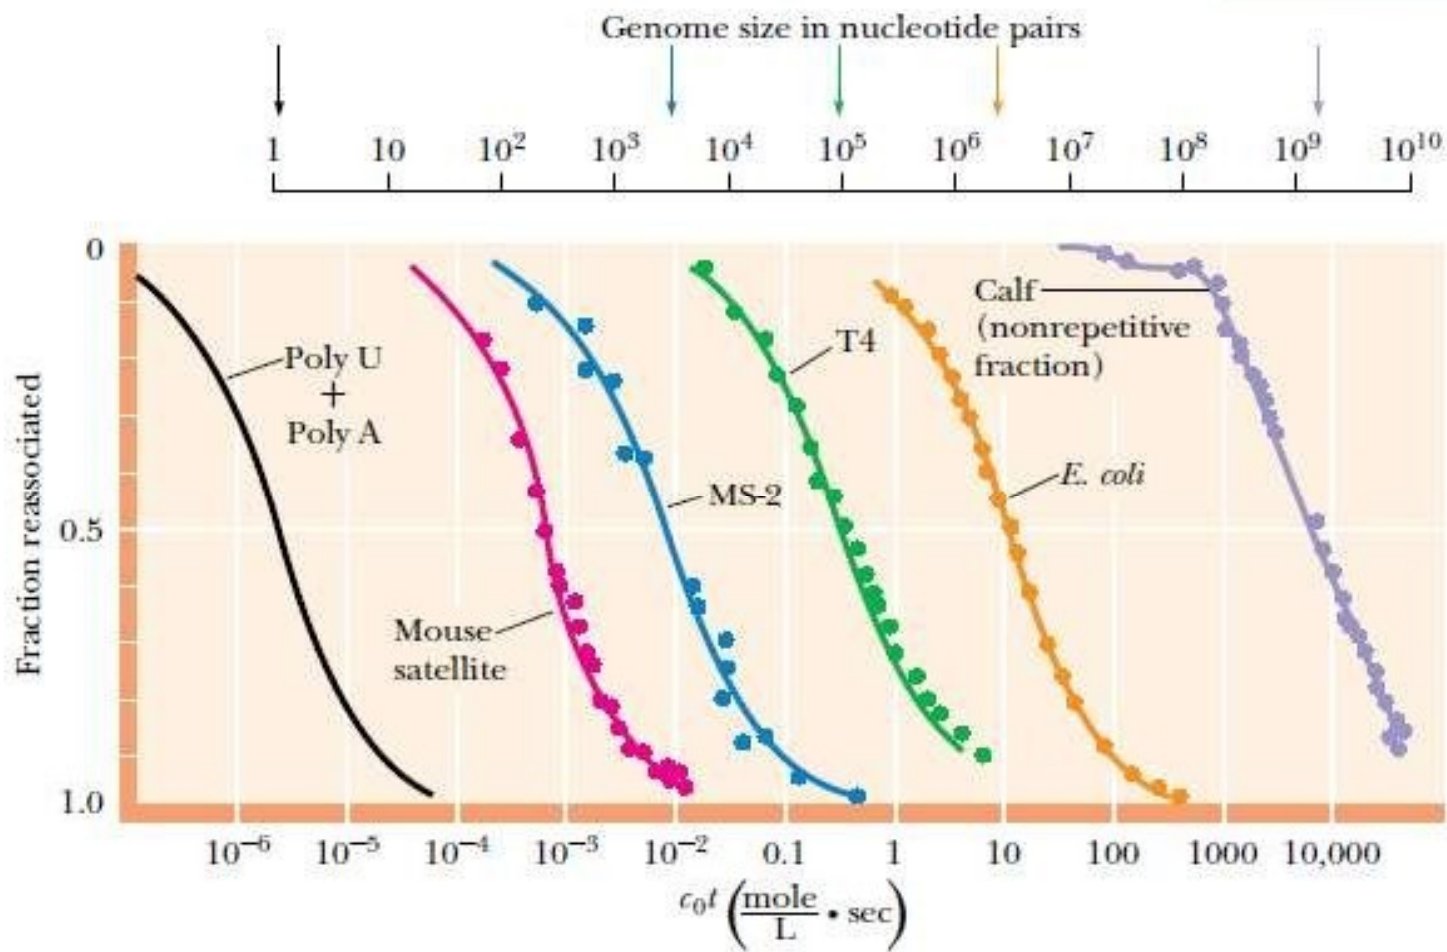 Genome size in nucleotide pairs
1 10 10² 10³ 10⁴ 10⁵ 10⁶ 10⁷ 10⁸ 10⁹ 10¹⁰
Fraction reassociated
0
0.5
1.0
Poly U
+
Poly A
Mouse
satellite
MS-2
T4
E. coli
Calf
(nonrepetitive
fraction)
10⁻⁶ 10⁻⁵ 10⁻⁴ 10⁻³ 10⁻² 0.1 1 10 100 1000 10,000
c₀t (mole/L • sec)